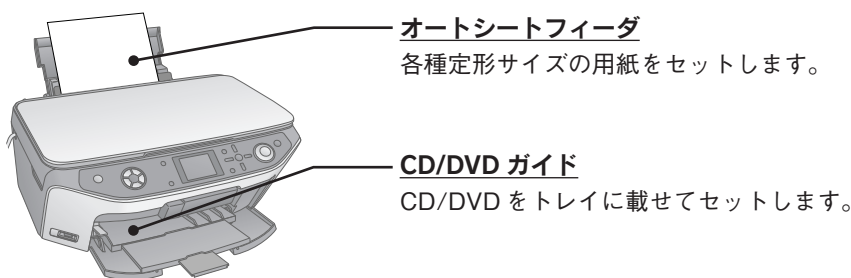 オートシートフィーダ
各種定形サイズの用紙をセットします。
CD/DVD ガイド
CD/DVD をトレイに載せてセットします。